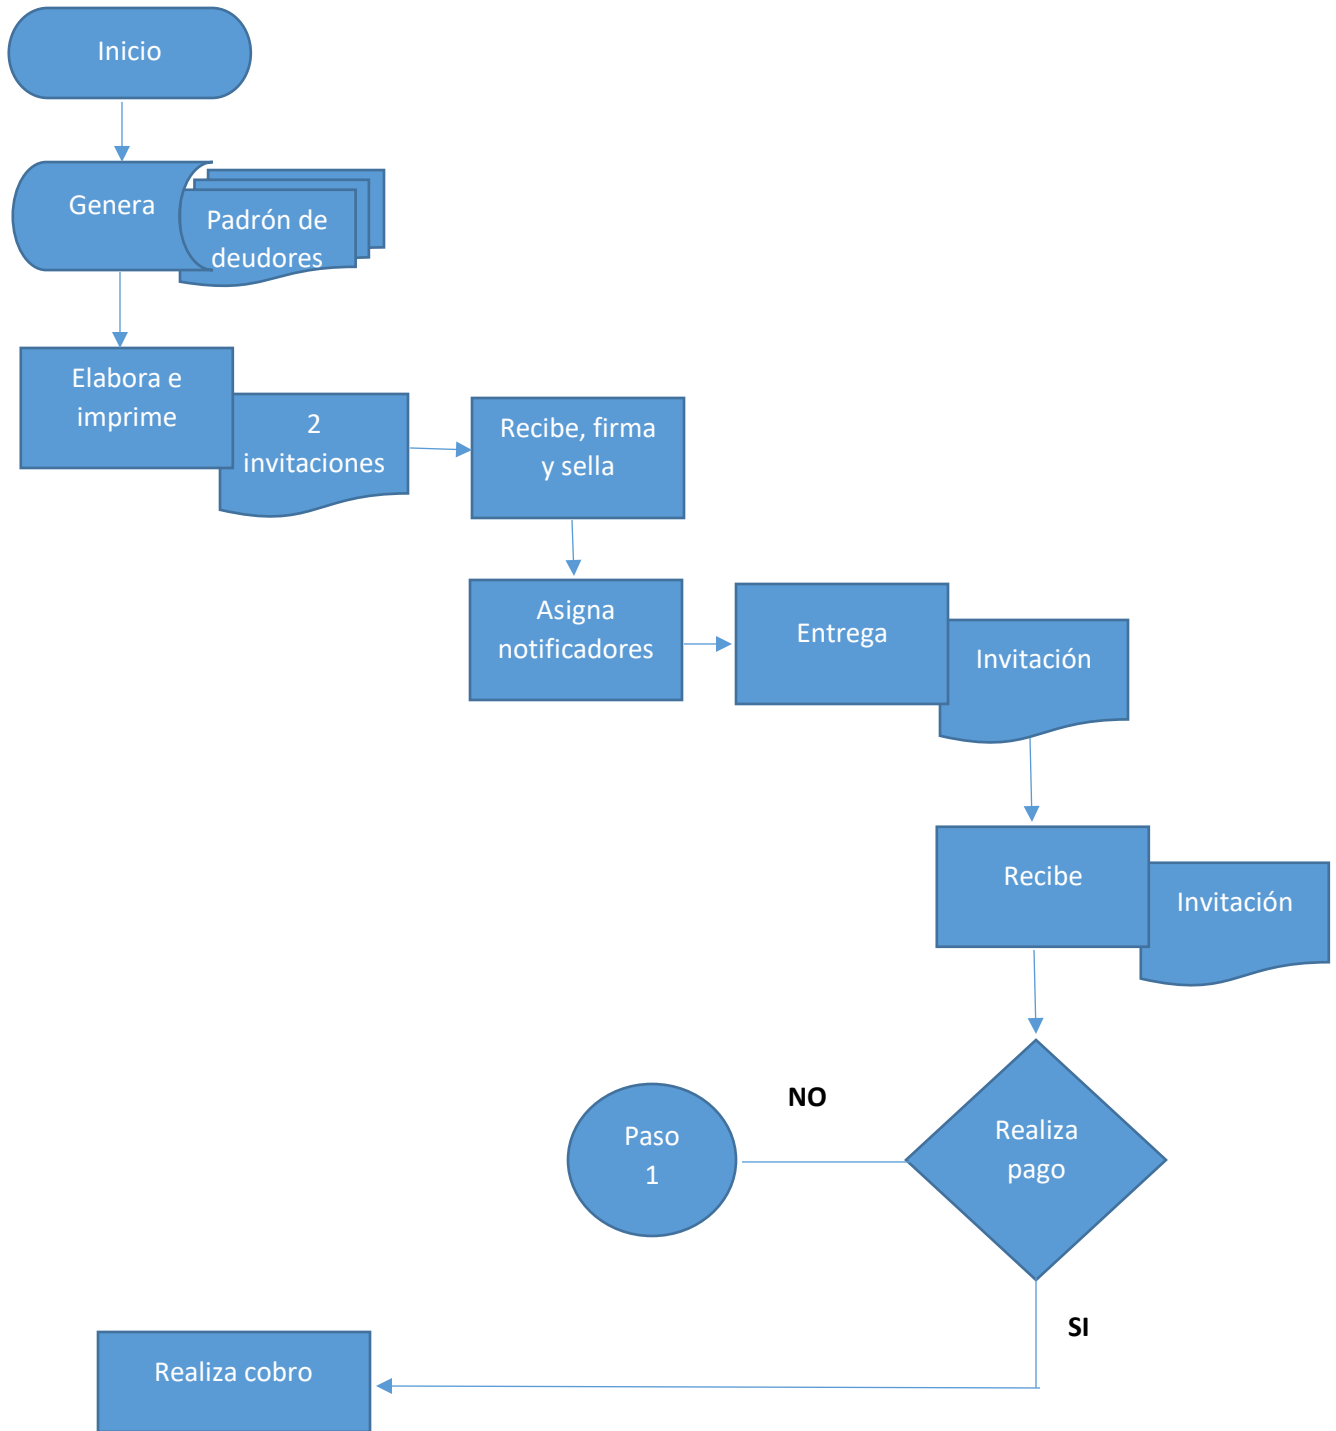 Inicio
Genera
Padrón de
deudores
Elabora e
imprime
2
invitaciones
Recibe, firma
y sella
Asigna
notificadores
Entrega
Invitación
Recibe
Invitación
NO
Paso
1
Realiza
pago
SI
Realiza cobro